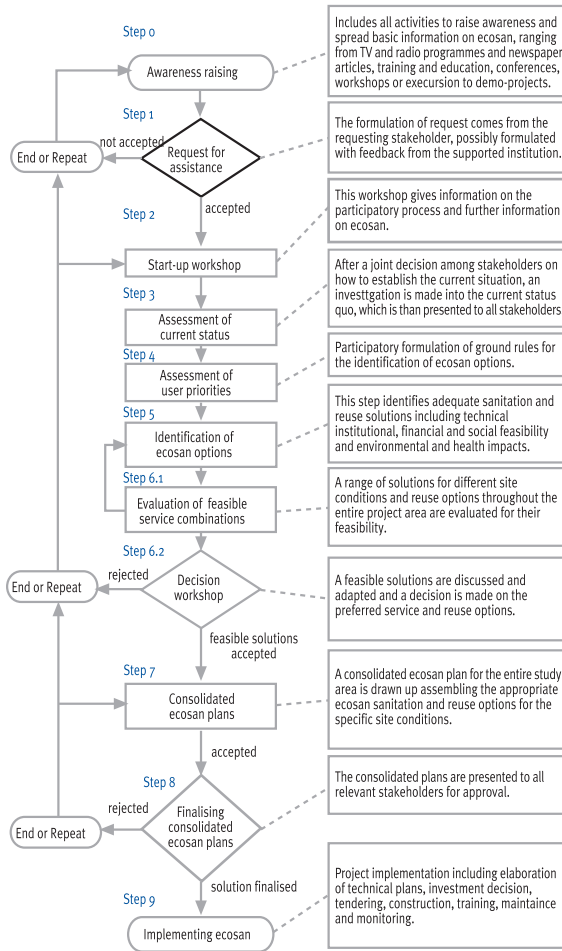 Step 0
Awareness raising
Includes all activities to raise awareness and
spread basic information on ecosan, ranging
from TV and radio programmes and newspaper
articles, training and education, conferences,
workshops or execursion to demo-projects.
Step 1
not accepted
End or Repeat
Request for
assistance
The formulation of request comes from the
requesting stakeholder, possibly formulated
with feedback from the supported institution.
accepted
Step 2
Start-up workshop
This workshop gives information on the
participatory process and further information
on ecosan.
Step 3
Assessment of
current status
After a joint decision among stakeholders on
how to establish the current situation, an
investtgation is made into the current status
quo, which is than presented to all stakeholders
Step 4
Assessment of
user priorities
Participatory formulation of ground rules for
the identification of ecosan options.
Step 5
Identification of
ecosan options
This step identifies adequate sanitation and
reuse solutions including technical
institutional, financial and social feasibility
and environmental and health impacts.
Step 6.1
Evaluation of feasible
service combinations
A range of solutions for different site
conditions and reuse options throughout the
entire project area are evaluated for their
feasibility.
Step 6.2
rejected
End or Repeat
Decision
workshop
A feasible solutions are discussed and
adapted and a decision is made on the
preferred service and reuse options.
feasible solutions
accepted
Step 7
Consolidated
ecosan plans
A consolidated ecosan plan for the entire study
area is drawn up assembling the appropriate
ecosan sanitation and reuse options for the
specific site conditions.
accepted
Step 8
rejected
End or Repeat
Finalising
consolidated
ecosan plans
The consolidated plans are presented to all
relevant stakeholders for approval.
solution finalised
Step 9
Implementing ecosan
Project implementation including elaboration
of technical plans, investment decision,
tendering, construction, training, maintaince
and monitoring.